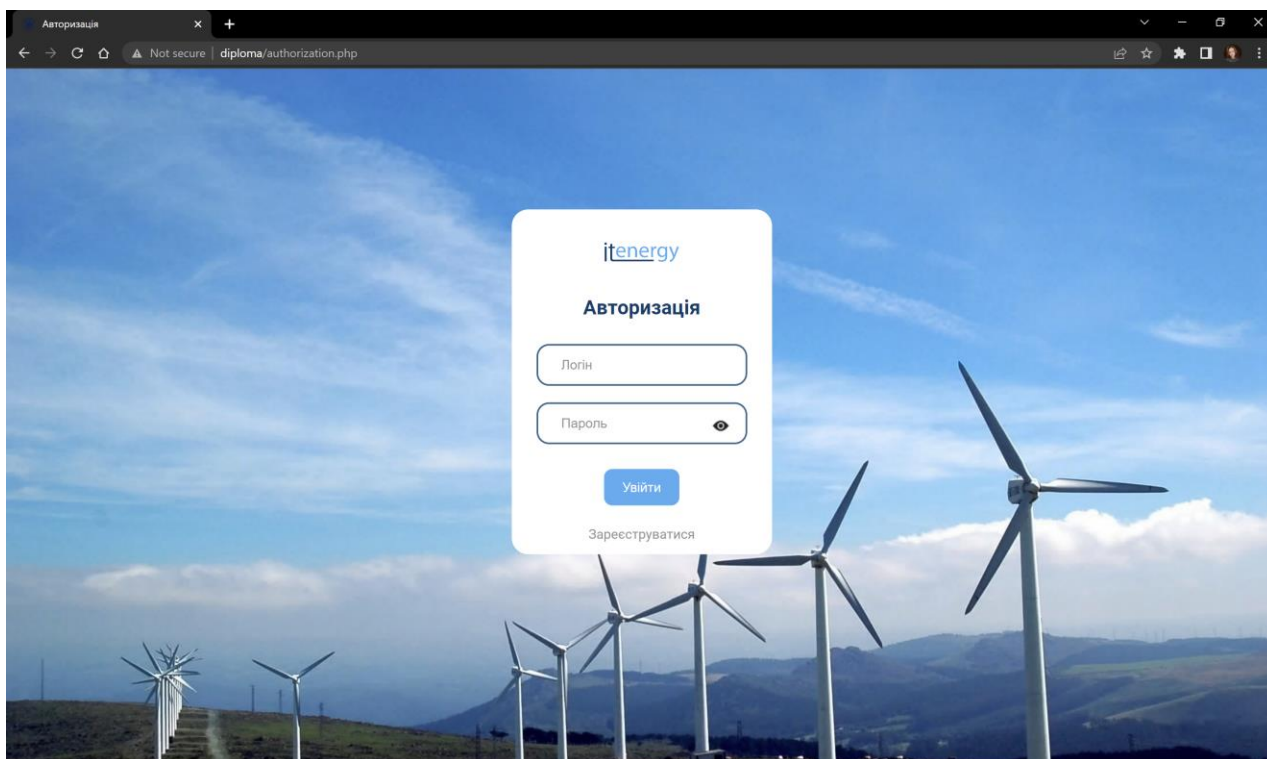 Авторизація
Not secure | diploma/authorization.php
itenergy
Авторизація
Логін
Пароль
Увійти
Зареєструватися